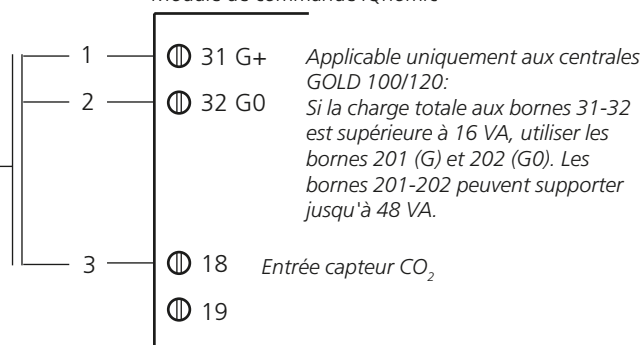 Module de commande IQnomic
1 31 G+ Applicable uniquement aux centrales
GOLD 100/120:
2 32 G0 Si la charge totale aux bornes 31-32
est supérieure à 16 VA, utiliser les
bornes 201 (G) et 202 (G0). Les
bornes 201-202 peuvent supporter
jusqu'à 48 VA.
3 18 Entrée capteur CO2
19